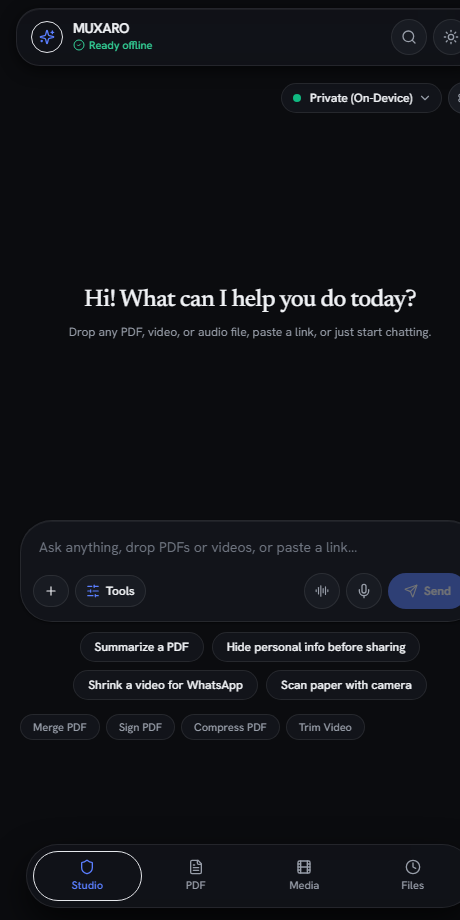 MUXARO
Ready offline
Private (On-Device)
Hi! What can I help you do today?
Drop any PDF, video, or audio file, paste a link, or just start chatting.
Ask anything, drop PDFs or videos, or paste a link...
Tools
Send
Summarize a PDF
Hide personal info before sharing
Shrink a video for WhatsApp
Scan paper with camera
Merge PDF
Sign PDF
Compress PDF
Trim Video
Studio
PDF
Media
Files